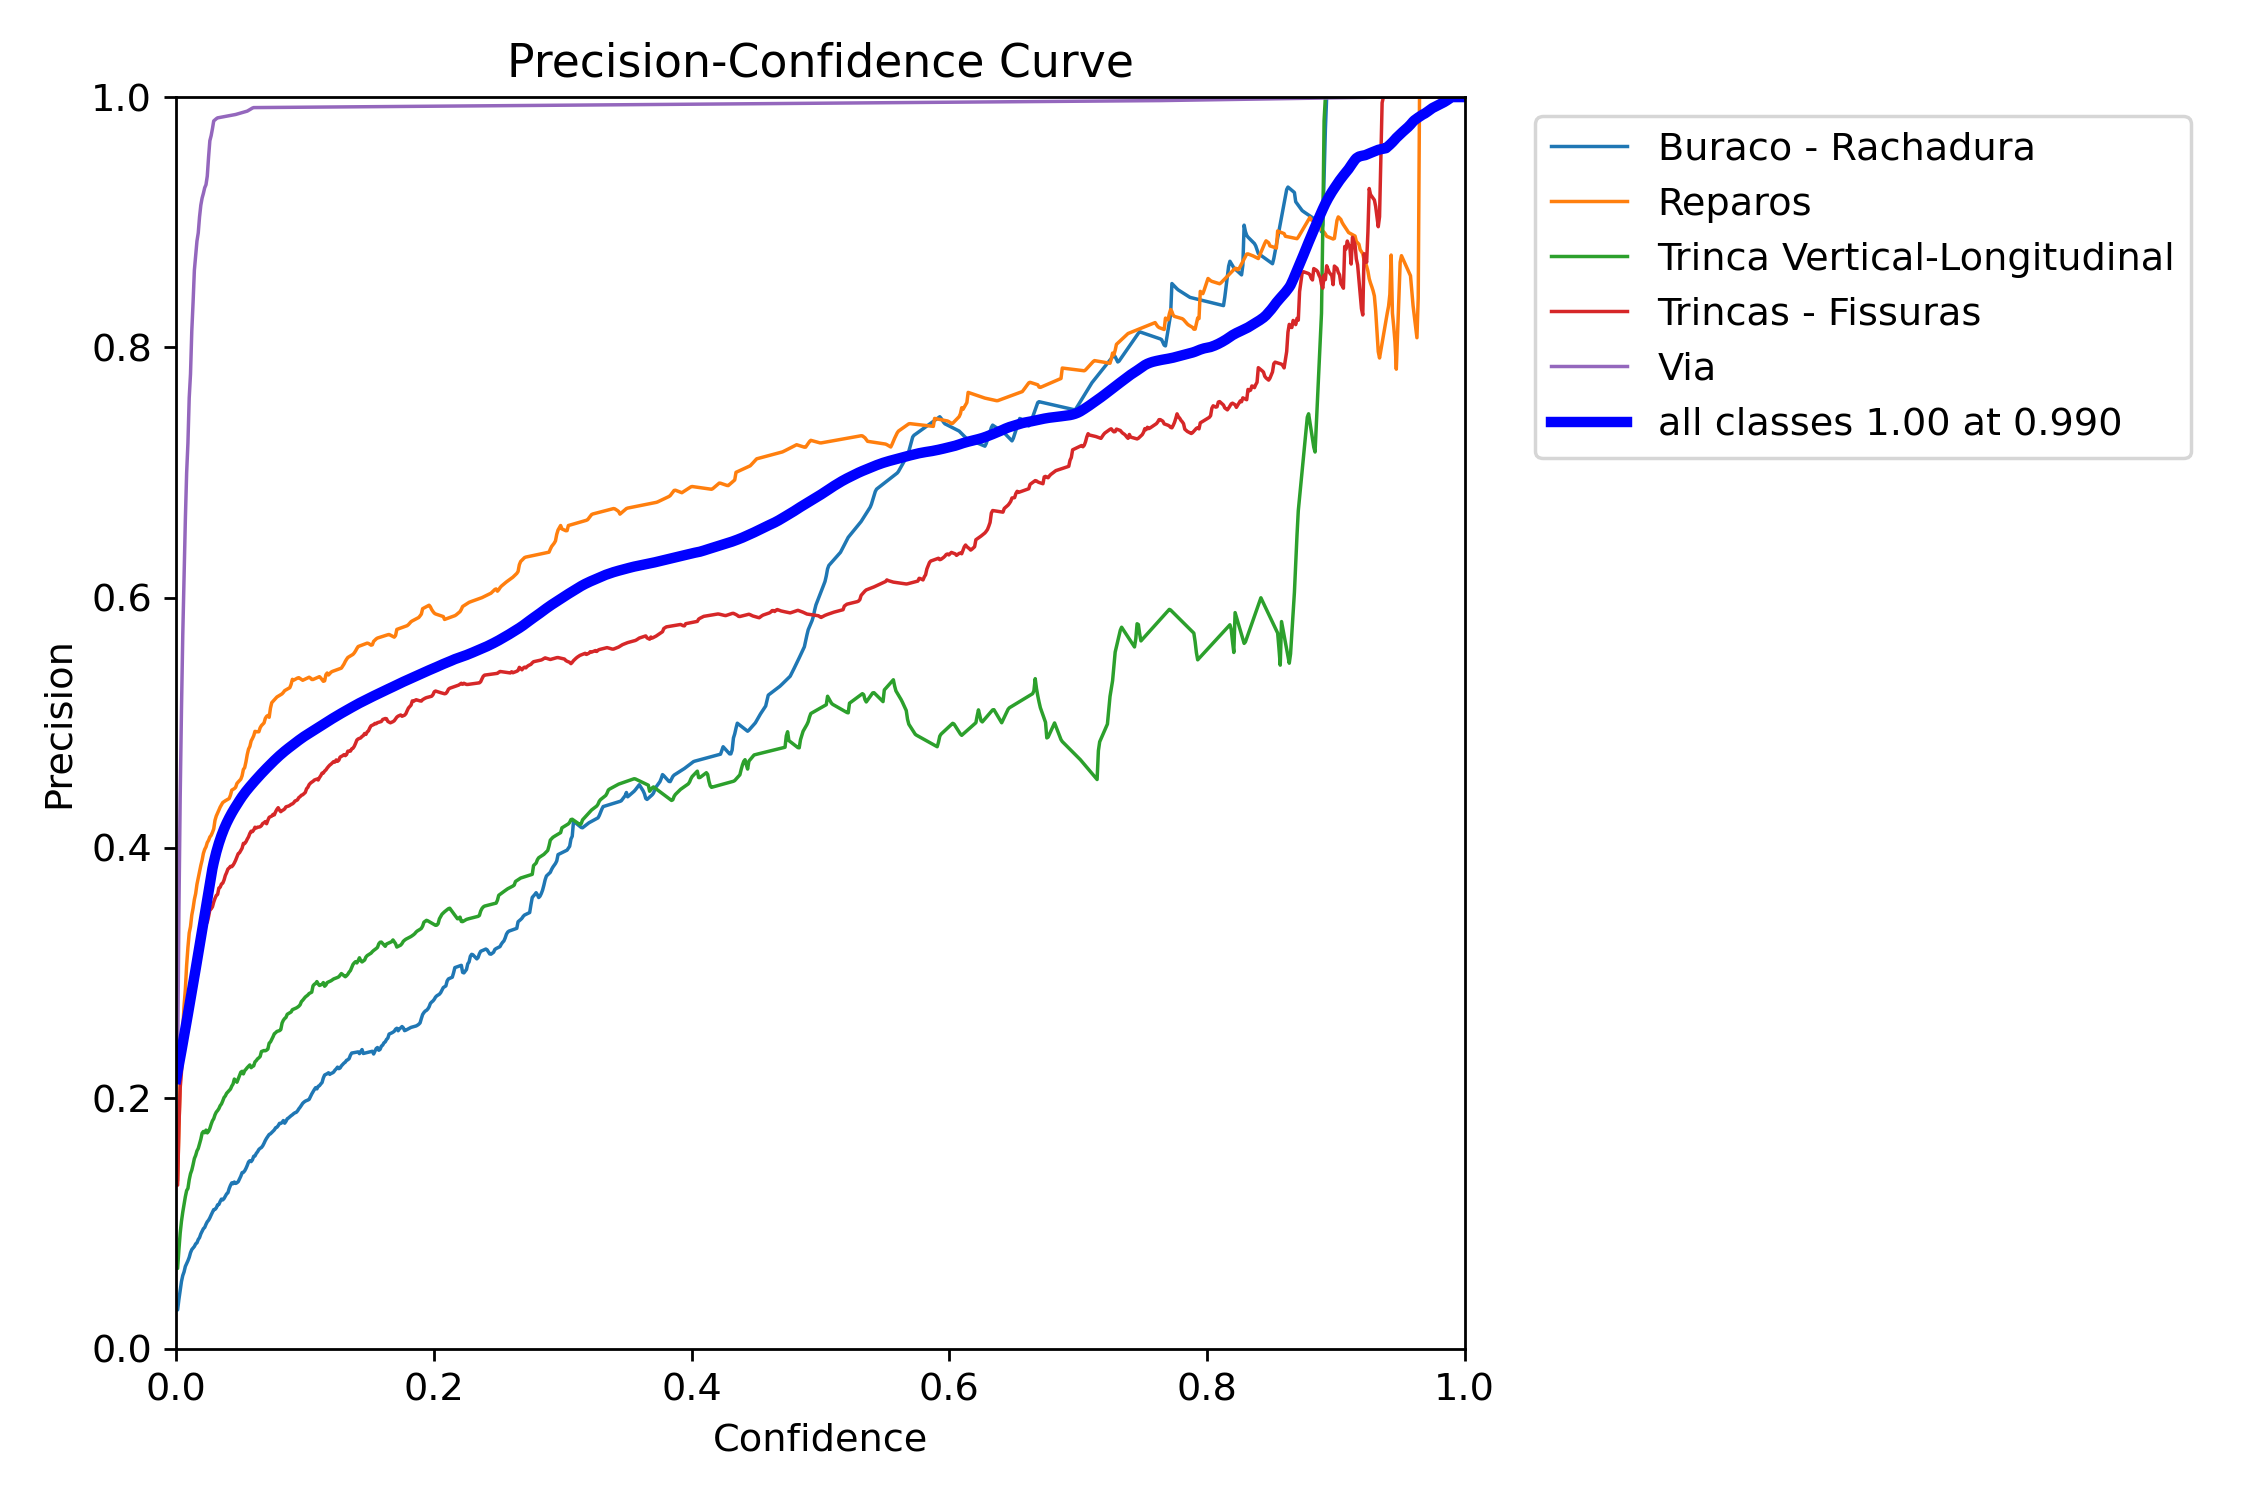 Precision-Confidence Curve
1.0
0.8
0.6
0.4
0.2
0.0
Precision
0.0 0.2 0.4 0.6 0.8 1.0
Confidence
Buraco - Rachadura
Reparos
Trinca Vertical-Longitudinal
Trincas - Fissuras
Via
all classes 1.00 at 0.990